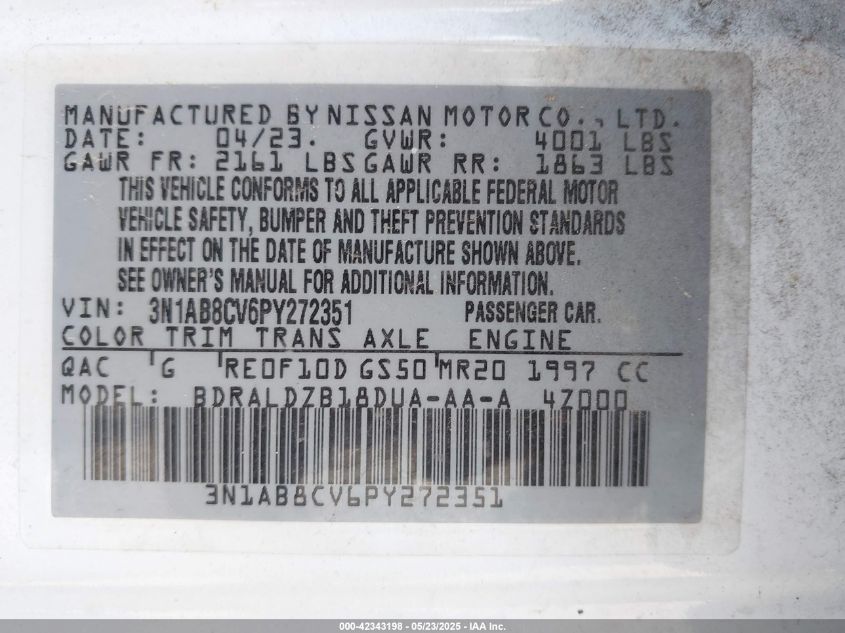 MANUFACTURED BY NISSAN MOTOR CO., LTD.
DATE: 04/23. GVWR: 4001 LBS
GAWR FR: 2161 LBS GAWR RR: 1863 LBS
THIS VEHICLE CONFORMS TO ALL APPLICABLE FEDERAL MOTOR
VEHICLE SAFETY, BUMPER AND THEFT PREVENTION STANDARDS
IN EFFECT ON THE DATE OF MANUFACTURE SHOWN ABOVE.
SEE OWNER'S MANUAL FOR ADDITIONAL INFORMATION.
VIN: 3N1AB8CV6PY272351 PASSENGER CAR.
COLOR TRIM TRANS AXLE ENGINE
QAC G RE0F10D GS50 MR20 1997 CC
MODEL: BDRALDZB18DUA-AA-A 4Z000
3N1AB8CV6PY272351
000-42343198 - 05/23/2025 - IAA Inc.